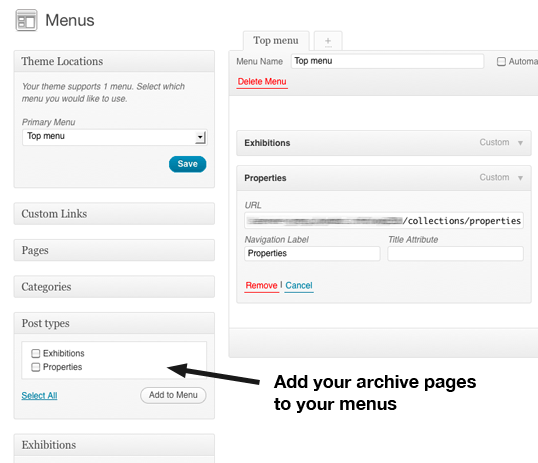 Menus
Theme Locations
Your theme supports 1 menu. Select which
menu you would like to use.
Primary Menu
Top menu
Save
Custom Links
Pages
Categories
Post types
Exhibitions
Properties
Select All
Add to Menu
Exhibitions
Top menu
+
Menu Name
Top menu
Automa
Delete Menu
Exhibitions
Custom
Properties
Custom
URL
/collections/properties
Navigation Label
Title Attribute
Properties
Remove | Cancel
Add your archive pages
to your menus